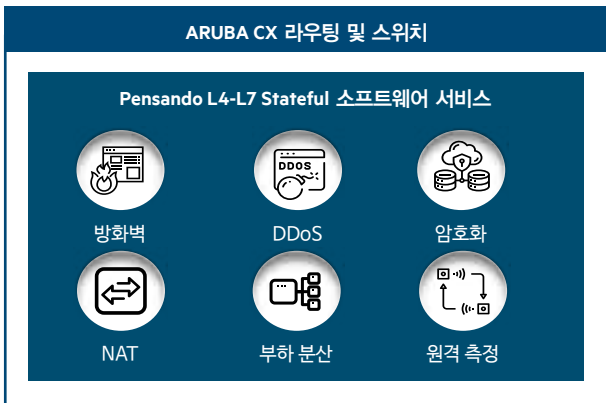 ARUBA CX 라우팅 및 스위치
Pensando L4-L7 Stateful 소프트웨어 서비스
DDOS
방화벽 DDoS 암호화
NAT 부하 분산 원격 측정